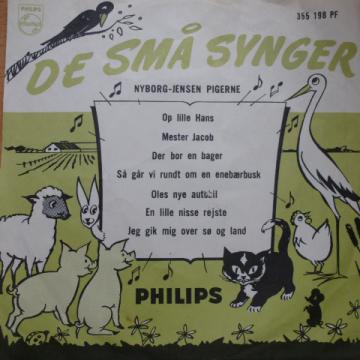 PHILIPS
355 198 PF
DE SMÅ SYNGER
NYBORG-JENSEN PIGERNE
Op lille Hans
Mester Jacob
Der bor en bager
Så går vi rundt om en enebærbusk
Oles nye autobil
En lille nisse rejste
Jeg gik mig over sø og land
PHILIPS